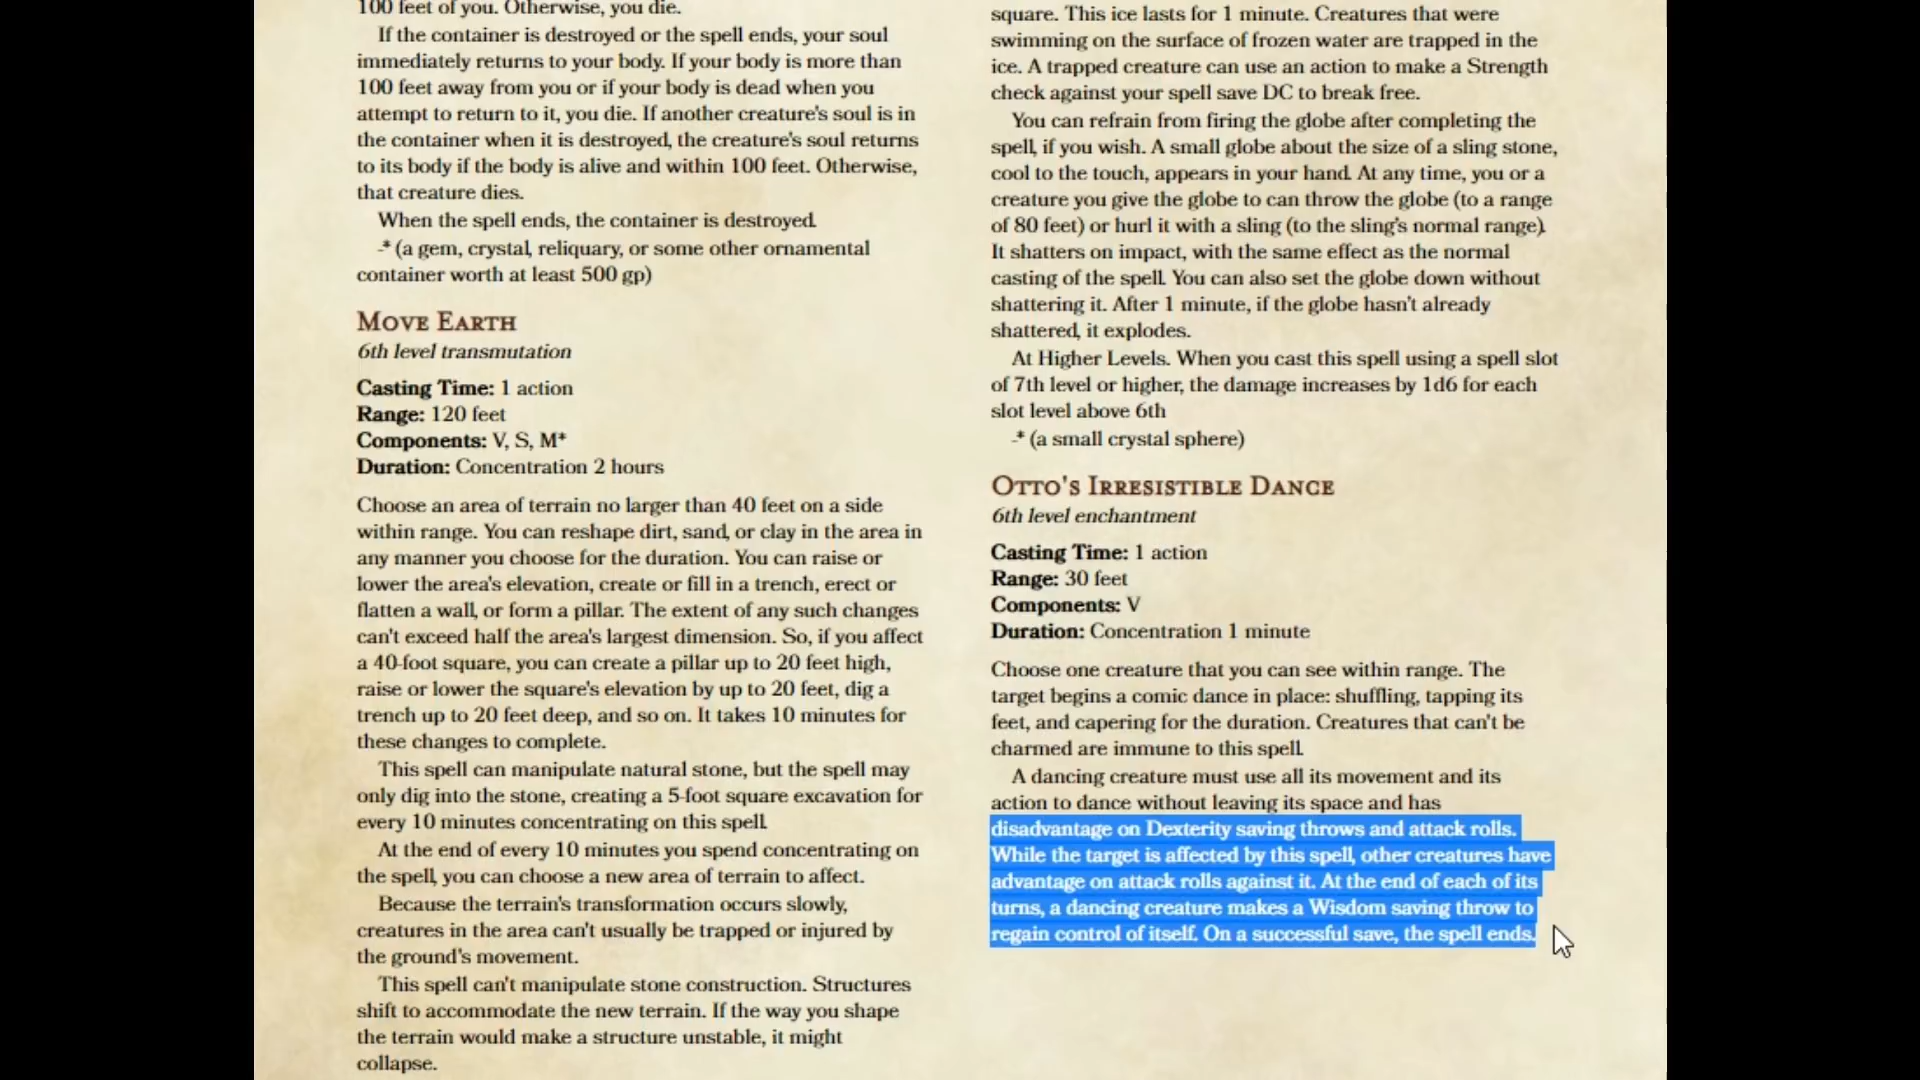 100 feet of you. Otherwise, you die.
If the container is destroyed or the spell ends, your soul
immediately returns to your body. If your body is more than
100 feet away from you or if your body is dead when you
attempt to return to it, you die. If another creature's soul is in
the container when it is destroyed, the creature's soul returns
to its body if the body is alive and within 100 feet. Otherwise,
that creature dies.
When the spell ends, the container is destroyed.
-* (a gem, crystal, reliquary, or some other ornamental
container worth at least 500 gp)
Move Earth
6th level transmutation
Casting Time: 1 action
Range: 120 feet
Components: V, S, M*
Duration: Concentration 2 hours
Choose an area of terrain no larger than 40 feet on a side
within range. You can reshape dirt, sand, or clay in the area in
any manner you choose for the duration. You can raise or
lower the area's elevation, create or fill in a trench, erect or
flatten a wall, or form a pillar. The extent of any such changes
can't exceed half the area's largest dimension. So, if you affect
a 40-foot square, you can create a pillar up to 20 feet high,
raise or lower the square's elevation by up to 20 feet, dig a
trench up to 20 feet deep, and so on. It takes 10 minutes for
these changes to complete.
This spell can manipulate natural stone, but the spell may
only dig into the stone, creating a 5-foot square excavation for
every 10 minutes concentrating on this spell.
At the end of every 10 minutes you spend concentrating on
the spell, you can choose a new area of terrain to affect.
Because the terrain's transformation occurs slowly,
creatures in the area can't usually be trapped or injured by
the ground's movement.
This spell can't manipulate stone construction. Structures
shift to accommodate the new terrain. If the way you shape
the terrain would make a structure unstable, it might
collapse.
square. This ice lasts for 1 minute. Creatures that were
swimming on the surface of frozen water are trapped in the
ice. A trapped creature can use an action to make a Strength
check against your spell save DC to break free.
You can refrain from firing the globe after completing the
spell, if you wish. A small globe about the size of a sling stone,
cool to the touch, appears in your hand. At any time, you or a
creature you give the globe to can throw the globe (to a range
of 80 feet) or hurl it with a sling (to the sling's normal range).
It shatters on impact, with the same effect as the normal
casting of the spell. You can also set the globe down without
shattering it. After 1 minute, if the globe hasn't already
shattered, it explodes.
At Higher Levels. When you cast this spell using a spell slot
of 7th level or higher, the damage increases by 1d6 for each
slot level above 6th
-* (a small crystal sphere)
Otto's Irresistible Dance
6th level enchantment
Casting Time: 1 action
Range: 30 feet
Components: V
Duration: Concentration 1 minute
Choose one creature that you can see within range. The
target begins a comic dance in place: shuffling, tapping its
feet, and capering for the duration. Creatures that can't be
charmed are immune to this spell.
A dancing creature must use all its movement and its
action to dance without leaving its space and has
disadvantage on Dexterity saving throws and attack rolls.
While the target is affected by this spell, other creatures have
advantage on attack rolls against it. At the end of each of its
turns, a dancing creature makes a Wisdom saving throw to
regain control of itself. On a successful save, the spell ends.